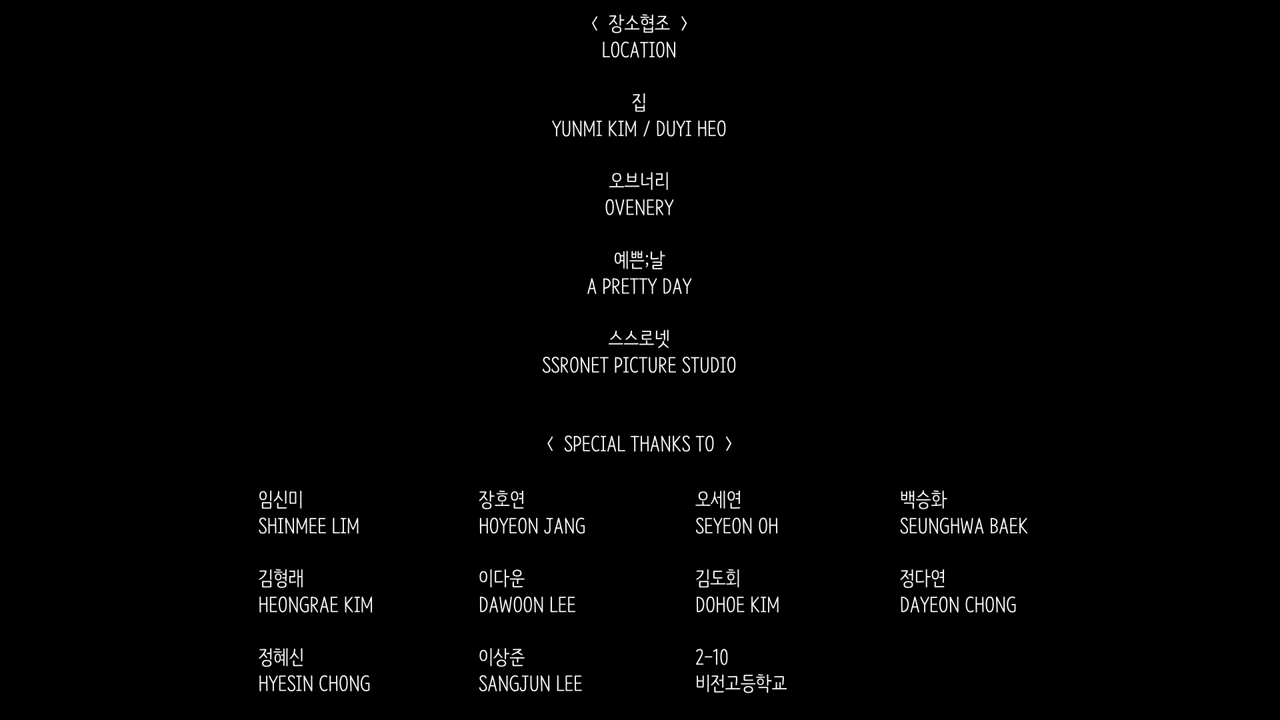 < 장소협조 >
LOCATION
집
YUNMI KIM / DUYI HEO
오브너리
OVENERY
예쁜;날
A PRETTY DAY
스스로넷
SSRONET PICTURE STUDIO
< SPECIAL THANKS TO >
임신미 장호연 오세연 백승화
SHINMEE LIM HOYEON JANG SEYEON OH SEUNGHWA BAEK
김형래 이다운 김도회 정다연
HEONGRAE KIM DAWOON LEE DOHOE KIM DAYEON CHONG
정혜신 이상준 2-10
HYESIN CHONG SANGJUN LEE 비전고등학교